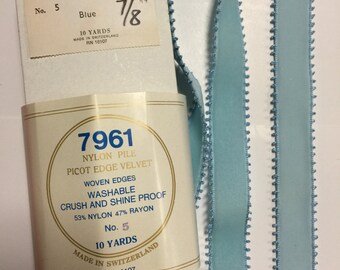 No. 5
Blue
7/8"
10 YARDS
MADE IN SWITZERLAND
7961
NYLON PILE
PICOT EDGE VELVET
WOVEN EDGES
WASHABLE
CRUSH AND SHINE PROOF
53% NYLON 47% RAYON
No. 5
10 YARDS
MADE IN SWITZERLAND